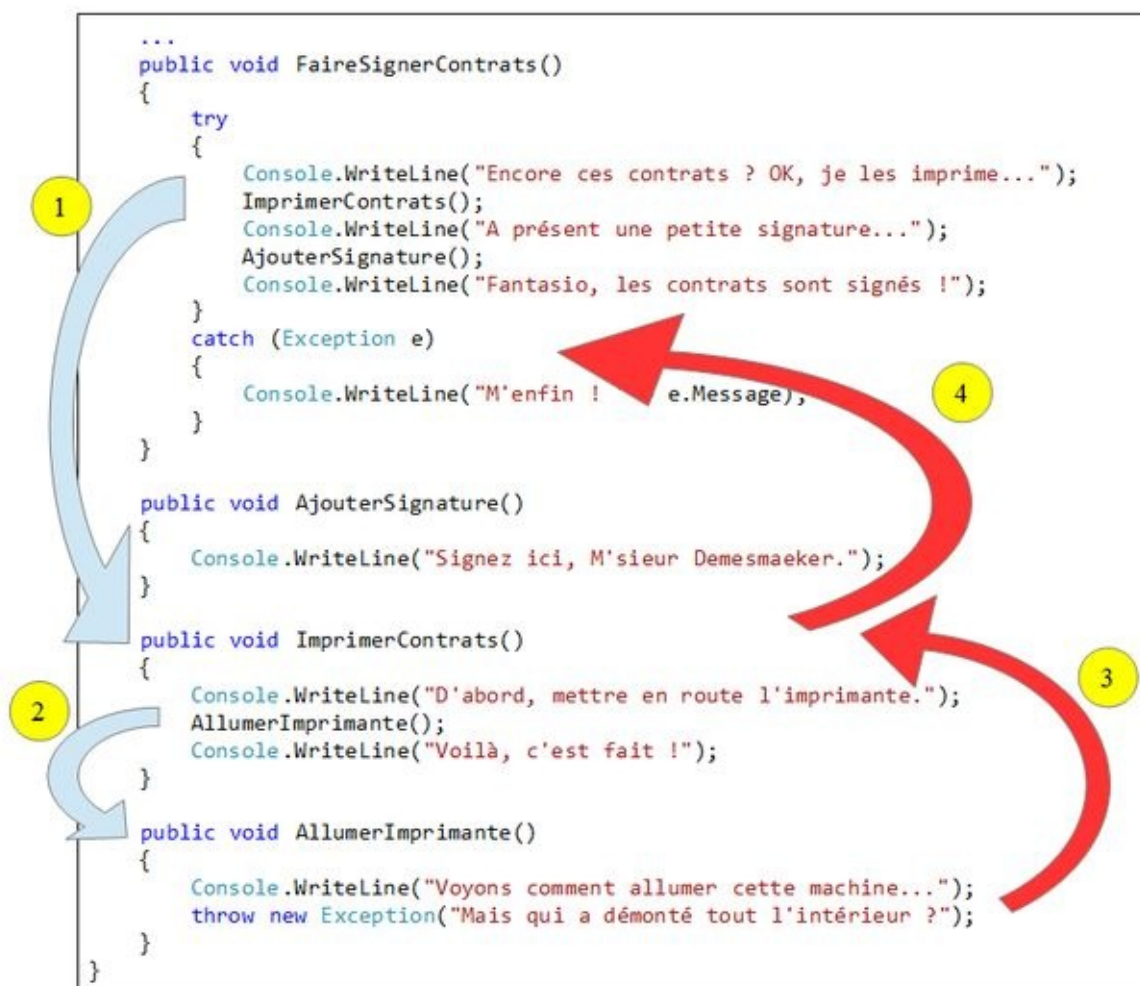 ...
public void FaireSignerContrats()
{
try
{
Console.WriteLine("Encore ces contrats ? OK, je les imprime...");
ImprimerContrats();
Console.WriteLine("A présent une petite signature...");
AjouterSignature();
Console.WriteLine("Fantasio, les contrats sont signés !");
}
catch (Exception e)
{
Console.WriteLine("M'enfin ! e.Message),
}
}
public void AjouterSignature()
{
Console.WriteLine("Signez ici, M'sieur Demesmaeker.");
}
public void ImprimerContrats()
{
Console.WriteLine("D'abord, mettre en route l'imprimante.");
AllumerImprimante();
Console.WriteLine("Voilà, c'est fait !");
}
public void AllumerImprimante()
{
Console.WriteLine("Voyons comment allumer cette machine...");
throw new Exception("Mais qui a démonté tout l'intérieur ?");
}
}
1
2
3
4